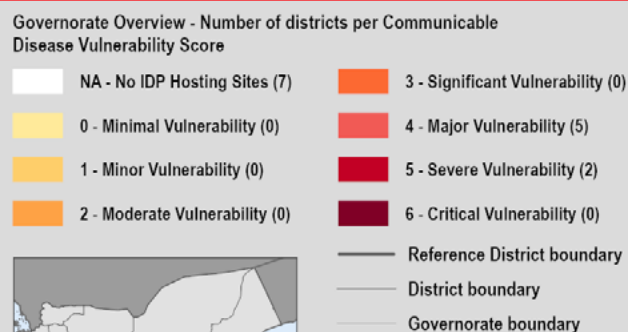 Governorate Overview - Number of districts per Communicable
Disease Vulnerability Score
NA - No IDP Hosting Sites (7)
0 - Minimal Vulnerability (0)
1 - Minor Vulnerability (0)
2 - Moderate Vulnerability (0)
3 - Significant Vulnerability (0)
4 - Major Vulnerability (5)
5 - Severe Vulnerability (2)
6 - Critical Vulnerability (0)
Reference District boundary
District boundary
Governorate boundary